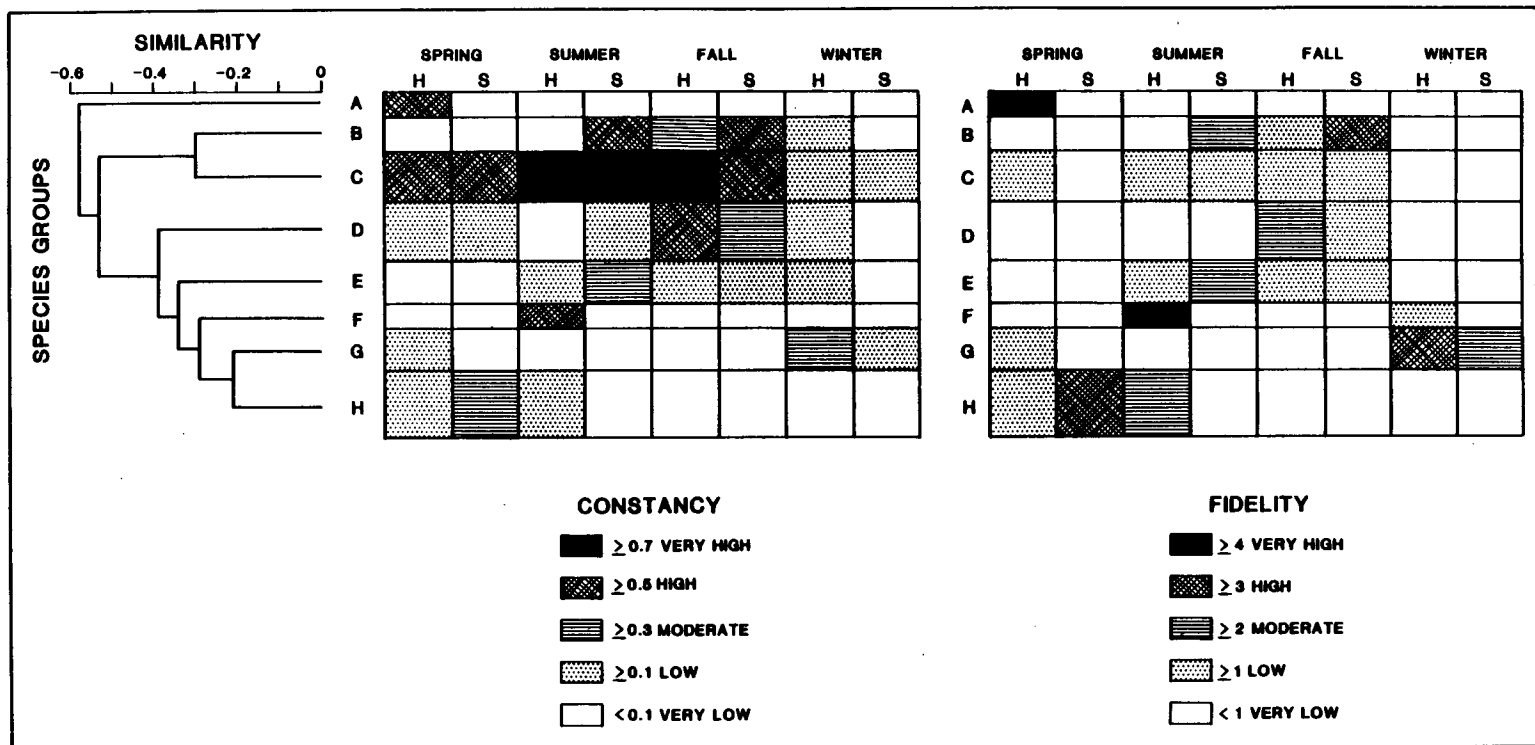 SIMILARITY
-0.6 -0.4 -0.2 0
SPECIES GROUPS
SPRING SUMMER FALL WINTER
H S H S H S H S
A
B
C
D
E
F
G
H
SPRING SUMMER FALL WINTER
H S H S H S H S
A
B
C
D
E
F
G
H
CONSTANCY
≥0.7 VERY HIGH
≥0.5 HIGH
≥0.3 MODERATE
≥0.1 LOW
<0.1 VERY LOW
FIDELITY
≥4 VERY HIGH
≥3 HIGH
≥2 MODERATE
≥1 LOW
<1 VERY LOW